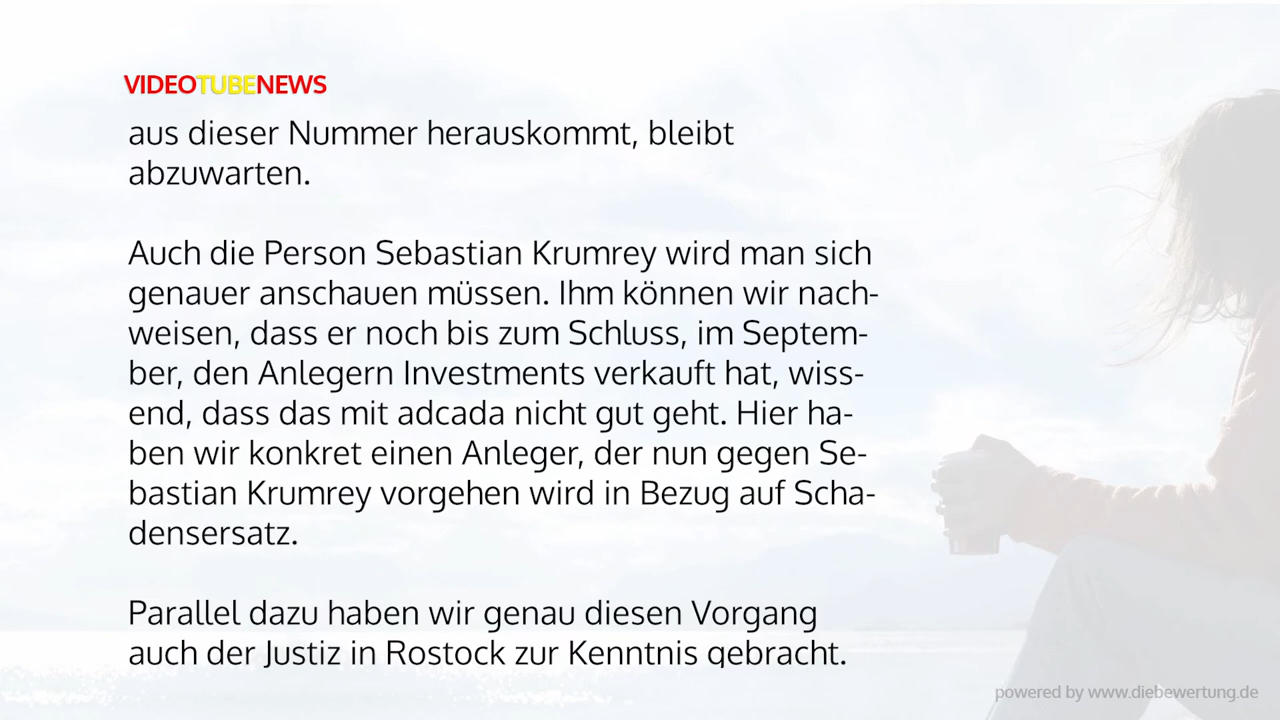 VIDEOTUBENEWS
aus dieser Nummer herauskommt, bleibt
abzuwarten.
Auch die Person Sebastian Krumrey wird man sich
genauer anschauen müssen. Ihm können wir nach-
weisen, dass er noch bis zum Schluss, im Septem-
ber, den Anlegern Investments verkauft hat, wiss-
end, dass das mit adcada nicht gut geht. Hier ha-
ben wir konkret einen Anleger, der nun gegen Se-
bastian Krumrey vorgehen wird in Bezug auf Scha-
densersatz.
Parallel dazu haben wir genau diesen Vorgang
auch der Justiz in Rostock zur Kenntnis gebracht.
powered by www.diebewertung.de